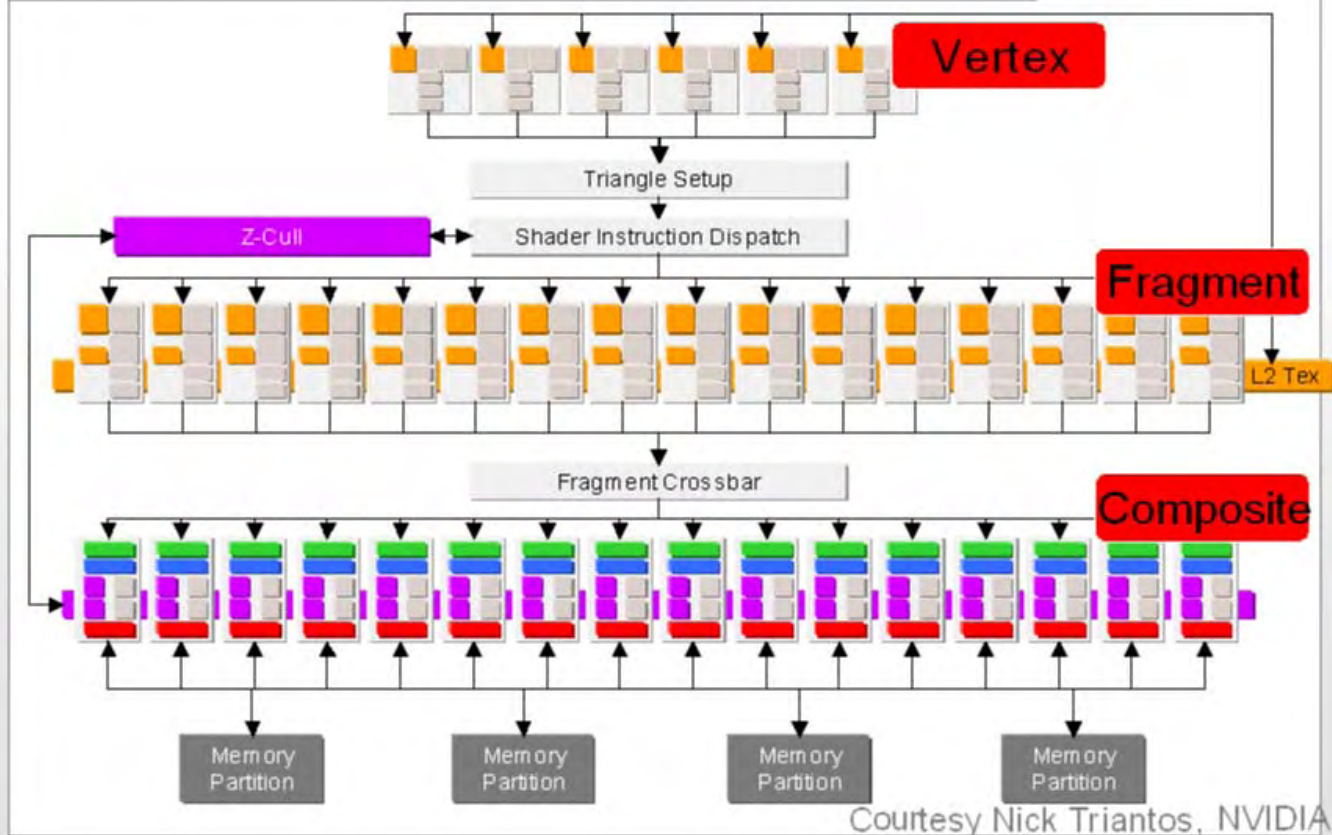 Vertex
Triangle Setup
Z-Cull
Shader Instruction Dispatch
Fragment
L2 Tex
Fragment Crossbar
Composite
Memory
Partition
Memory
Partition
Memory
Partition
Memory
Partition
Courtesy Nick Triantos, NVIDIA